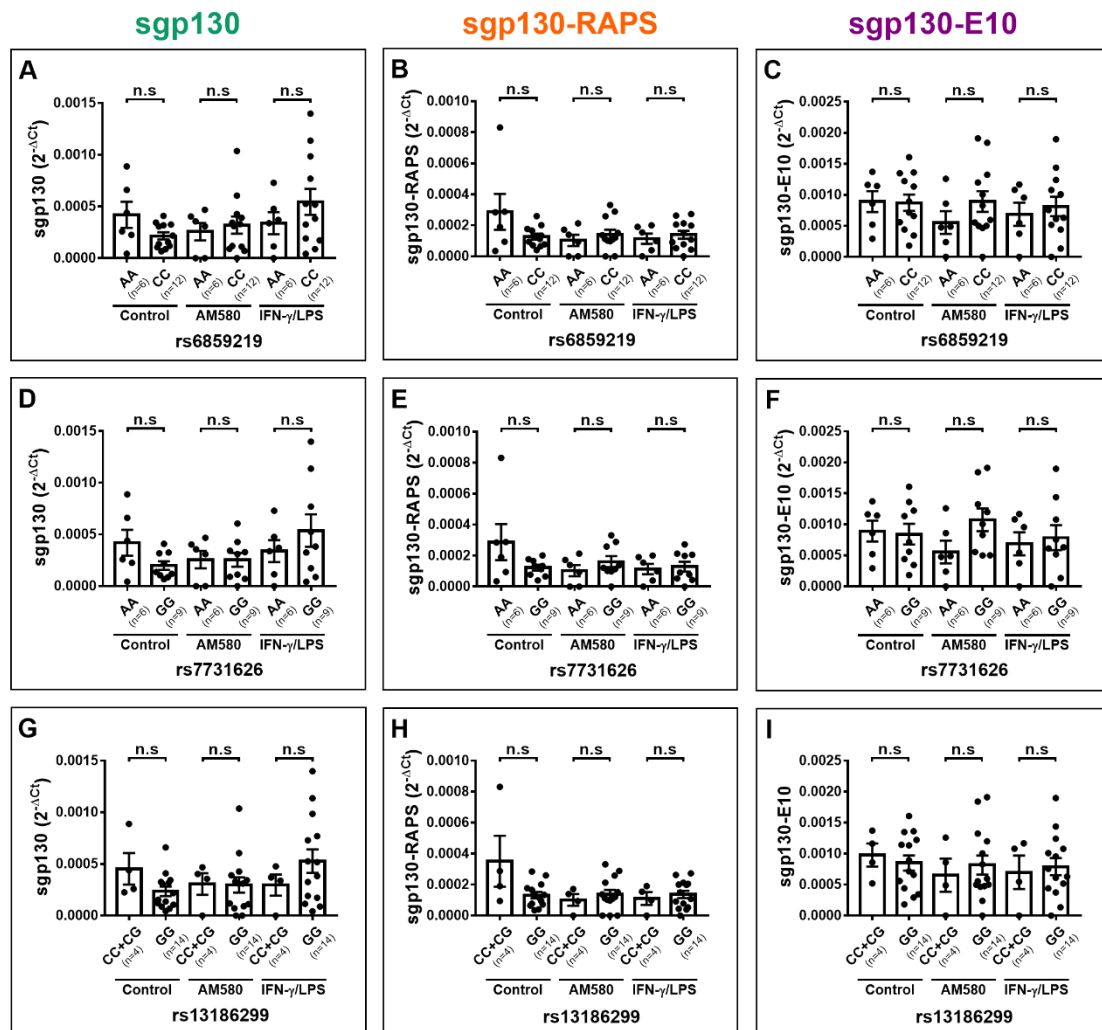 sgp130 sgp130-RAPS sgp130-E10
A
n.s n.s n.s
sgp130 (2^-ΔCt)
0.0015
0.0010
0.0005
0.0000
AA (n=6) CC (n=12) AA (n=6) CC (n=12) AA (n=6) CC (n=12)
Control AM580 IFN-γ/LPS
rs6859219
B
n.s n.s n.s
sgp130-RAPS (2^-ΔCt)
0.0010
0.0008
0.0006
0.0004
0.0002
0.0000
AA (n=6) CC (n=12) AA (n=6) CC (n=12) AA (n=6) CC (n=12)
Control AM580 IFN-γ/LPS
rs6859219
C
n.s n.s n.s
sgp130-E10 (2^-ΔCt)
0.0025
0.0020
0.0015
0.0010
0.0005
0.0000
AA (n=6) CC (n=12) AA (n=6) CC (n=12) AA (n=6) CC (n=12)
Control AM580 IFN-γ/LPS
rs6859219
D
n.s n.s n.s
sgp130 (2^-ΔCt)
0.0015
0.0010
0.0005
0.0000
AA (n=6) GG (n=9) AA (n=6) GG (n=9) AA (n=6) GG (n=9)
Control AM580 IFN-γ/LPS
rs7731626
E
n.s n.s n.s
sgp130-RAPS (2^-ΔCt)
0.0010
0.0008
0.0006
0.0004
0.0002
0.0000
AA (n=6) GG (n=9) AA (n=6) GG (n=9) AA (n=6) GG (n=9)
Control AM580 IFN-γ/LPS
rs7731626
F
n.s n.s n.s
sgp130-E10 (2^-ΔCt)
0.0025
0.0020
0.0015
0.0010
0.0005
0.0000
AA (n=6) GG (n=9) AA (n=6) GG (n=9) AA (n=6) GG (n=9)
Control AM580 IFN-γ/LPS
rs7731626
G
n.s n.s n.s
sgp130 (2^-ΔCt)
0.0015
0.0010
0.0005
0.0000
CC+CG (n=4) GG (n=14) CC+CG (n=4) GG (n=14) CC+CG (n=4) GG (n=14)
Control AM580 IFN-γ/LPS
rs13186299
H
n.s n.s n.s
sgp130-RAPS (2^-ΔCt)
0.0010
0.0008
0.0006
0.0004
0.0002
0.0000
CC+CG (n=4) GG (n=14) CC+CG (n=4) GG (n=14) CC+CG (n=4) GG (n=14)
Control AM580 IFN-γ/LPS
rs13186299
I
n.s n.s n.s
sgp130-E10
0.0025
0.0020
0.0015
0.0010
0.0005
0.0000
CC+CG (n=4) GG (n=14) CC+CG (n=4) GG (n=14) CC+CG (n=4) GG (n=14)
Control AM580 IFN-γ/LPS
rs13186299